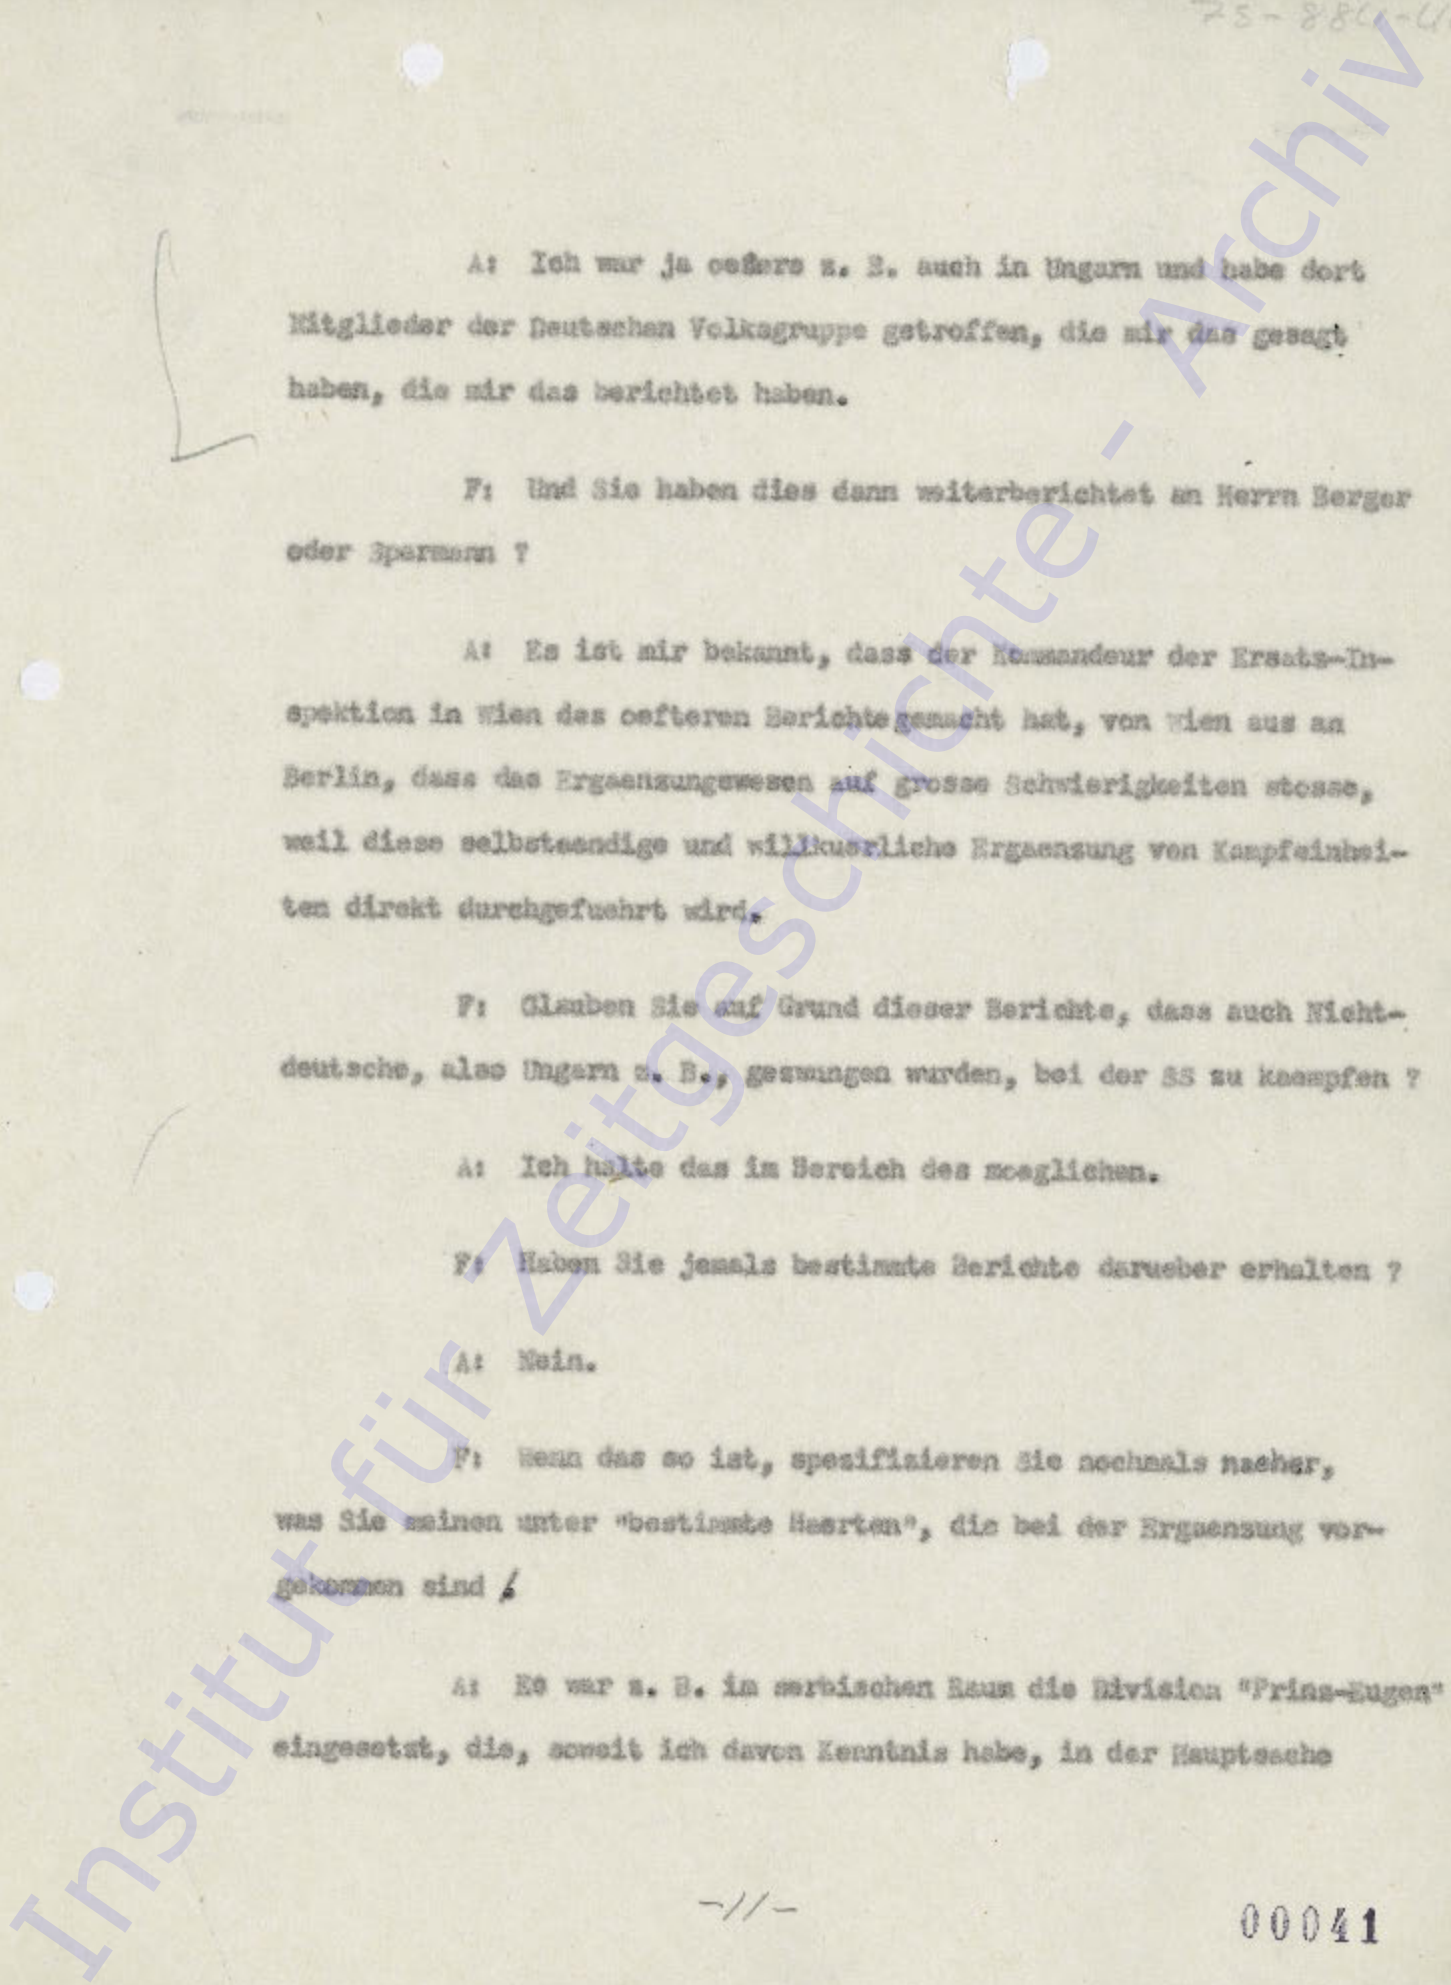 A: Ich war ja oefters z. B. auch in Ungarn und habe dort
Mitglieder der Deutschen Volksgruppe getroffen, die mir das gesagt
haben, die mir das berichtet haben.
F: Und Sie haben dies dann weiterberichtet an Herrn Berger
oder Sparmann ?
A: Es ist mir bekannt, dass der Kommandeur der Ersatz-In-
spektion in Wien des oefteren Berichte gemacht hat, von Wien aus an
Berlin, dass das Ergaenzungswesen auf grosse Schwierigkeiten stosse,
weil diese selbstaendige und willkuerliche Ergaenzung von Kampfeinhei-
ten direkt durchgefuehrt wird.
F: Glauben Sie auf Grund dieser Berichte, dass auch Nicht-
deutsche, also Ungarn z. B., gezwungen wurden, bei der SS zu kaempfen ?
A: Ich halte das im Bereich des moeglichen.
F: Haben Sie jemals bestimmte Berichte darueber erhalten ?
A: Nein.
F: Wenn das so ist, spezifizieren Sie nochmals naeher,
was Sie meinen unter "bestimmte Haerten", die bei der Ergaenzung vor-
gekommen sind !
A: Es war z. B. im serbischen Raum die Division "Prinz-Eugen"
eingesetzt, die, soweit ich davon Kenntnis habe, in der Hauptsache
-11-
00041
Institut für Zeitgeschichte - Archiv